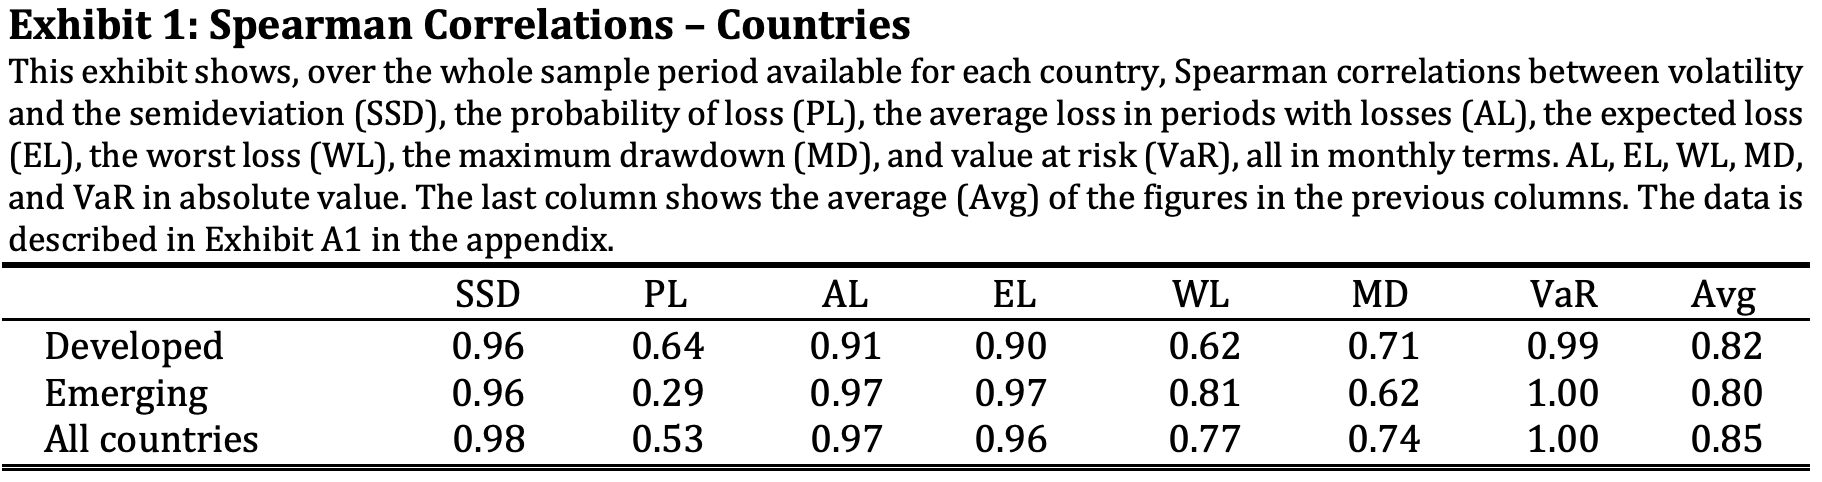 Exhibit 1: Spearman Correlations – Countries
This exhibit shows, over the whole sample period available for each country, Spearman correlations between volatility
and the semideviation (SSD), the probability of loss (PL), the average loss in periods with losses (AL), the expected loss
(EL), the worst loss (WL), the maximum drawdown (MD), and value at risk (VaR), all in monthly terms. AL, EL, WL, MD,
and VaR in absolute value. The last column shows the average (Avg) of the figures in the previous columns. The data is
described in Exhibit A1 in the appendix.
SSD PL AL EL WL MD VaR Avg
Developed 0.96 0.64 0.91 0.90 0.62 0.71 0.99 0.82
Emerging 0.96 0.29 0.97 0.97 0.81 0.62 1.00 0.80
All countries 0.98 0.53 0.97 0.96 0.77 0.74 1.00 0.85